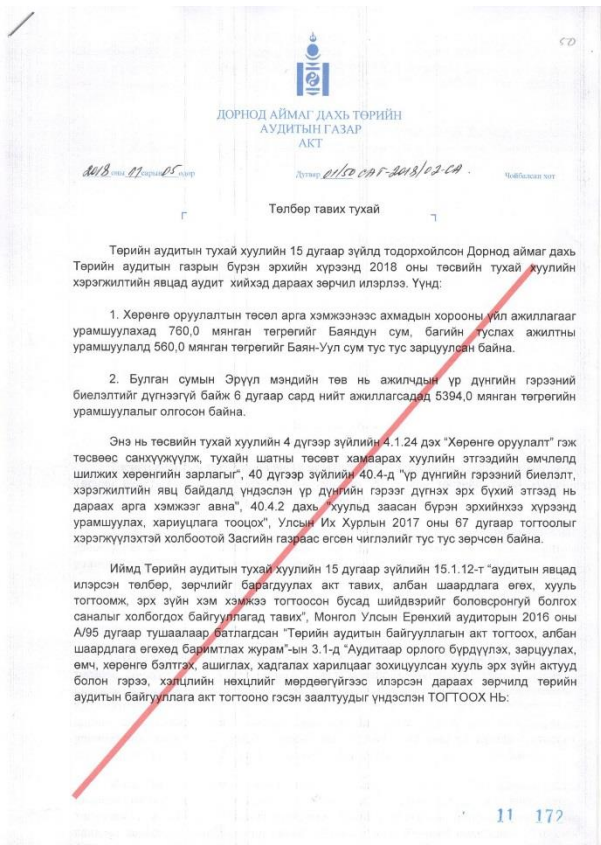 50
ДОРНОД АЙМАГ ДАХЬ ТӨРИЙН
АУДИТЫН ГАЗАР
АКТ
2018 оны 07 сарын 05 өдөр Дугаар 01/50 ОАГ-2018/02-СА. Чойбалсан хот
Төлбөр тавих тухай
Төрийн аудитын тухай хуулийн 15 дугаар зүйлд тодорхойлсон Дорнод аймаг дахь
Төрийн аудитын газрын бүрэн эрхийн хүрээнд 2018 оны төсвийн тухай хуулийн
хэрэгжилтийн явцад аудит хийхэд дараах зөрчил илэрлээ. Үүнд:
1. Хөрөнгө оруулалтын төсөл арга хэмжээнээс ахмадын хорооны үйл ажиллагааг
урамшуулахад 760,0 мянган төгрөгийг Баяндун сум, багийн туслах ажилтны
урамшуулалд 560,0 мянган төгрөгийг Баян-Уул сум тус тус зарцуулсан байна.
2. Булган сумын Эрүүл мэндийн төв нь ажилчдын үр дүнгийн гэрээний
биелэлтийг дүгнээгүй байж 6 дугаар сард нийт ажиллагсадад 5394,0 мянган төгрөгийн
урамшуулалыг олгосон байна.
Энэ нь төсвийн тухай хуулийн 4 дүгээр зүйлийн 4.1.24 дэх "Хөрөнгө оруулалт" гэж
төсвөөс санхүүжүүлж, тухайн шатны төсөвт хамаарах хуулийн этгээдийн өмчлөлд
шилжих хөрөнгийн зарлагыг", 40 дүгээр зүйлийн 40.4-д "үр дүнгийн гэрээний биелэлт,
хэрэгжилтийн явц байдалд үндэслэн үр дүнгийн гэрээг дүгнэх эрх бүхий этгээд нь
дараах арга хэмжээг авна", 40.4.2 дахь "хуульд заасан бүрэн эрхийнхээ хүрээнд
урамшуулах, хариуцлага тооцох", Улсын Их Хурлын 2017 оны 67 дугаар тогтоолыг
хэрэгжүүлэхтэй холбоотой Засгийн газраас өгсөн чиглэлийг тус тус зөрчсөн байна.
Иймд Төрийн аудитын тухай хуулийн 15 дугаар зүйлийн 15.1.12-т "аудитын явцад
илэрсэн төлбөр, зөрчлийг барагдуулах акт тавих, албан шаардлага өгөх, хууль
тогтоомж, эрх зүйн хэм хэмжээ тогтоосон бусад шийдвэрийг боловсронгуй болгох
саналыг холбогдох байгууллагад тавих", Монгол Улсын Ерөнхий аудиторын 2016 оны
А/95 дугаар тушаалаар батлагдсан "Төрийн аудитын байгууллагын акт тогтоох, албан
шаардлага өгөхөд баримтлах журам"-ын 3.1-д "Аудитаар орлого бүрдүүлэх, зарцуулах,
өмч, хөрөнгө бэлтгэх, ашиглах, хадгалах харилцааг зохицуулсан хууль эрх зүйн актууд
болон гэрээ, хэлцлийн нөхцлийг мөрдөөгүйгээс илэрсэн дараах зөрчилд төрийн
аудитын байгууллага акт тогтооно гэсэн заалтуудыг үндэслэн ТОГТООХ НЬ:
11 172